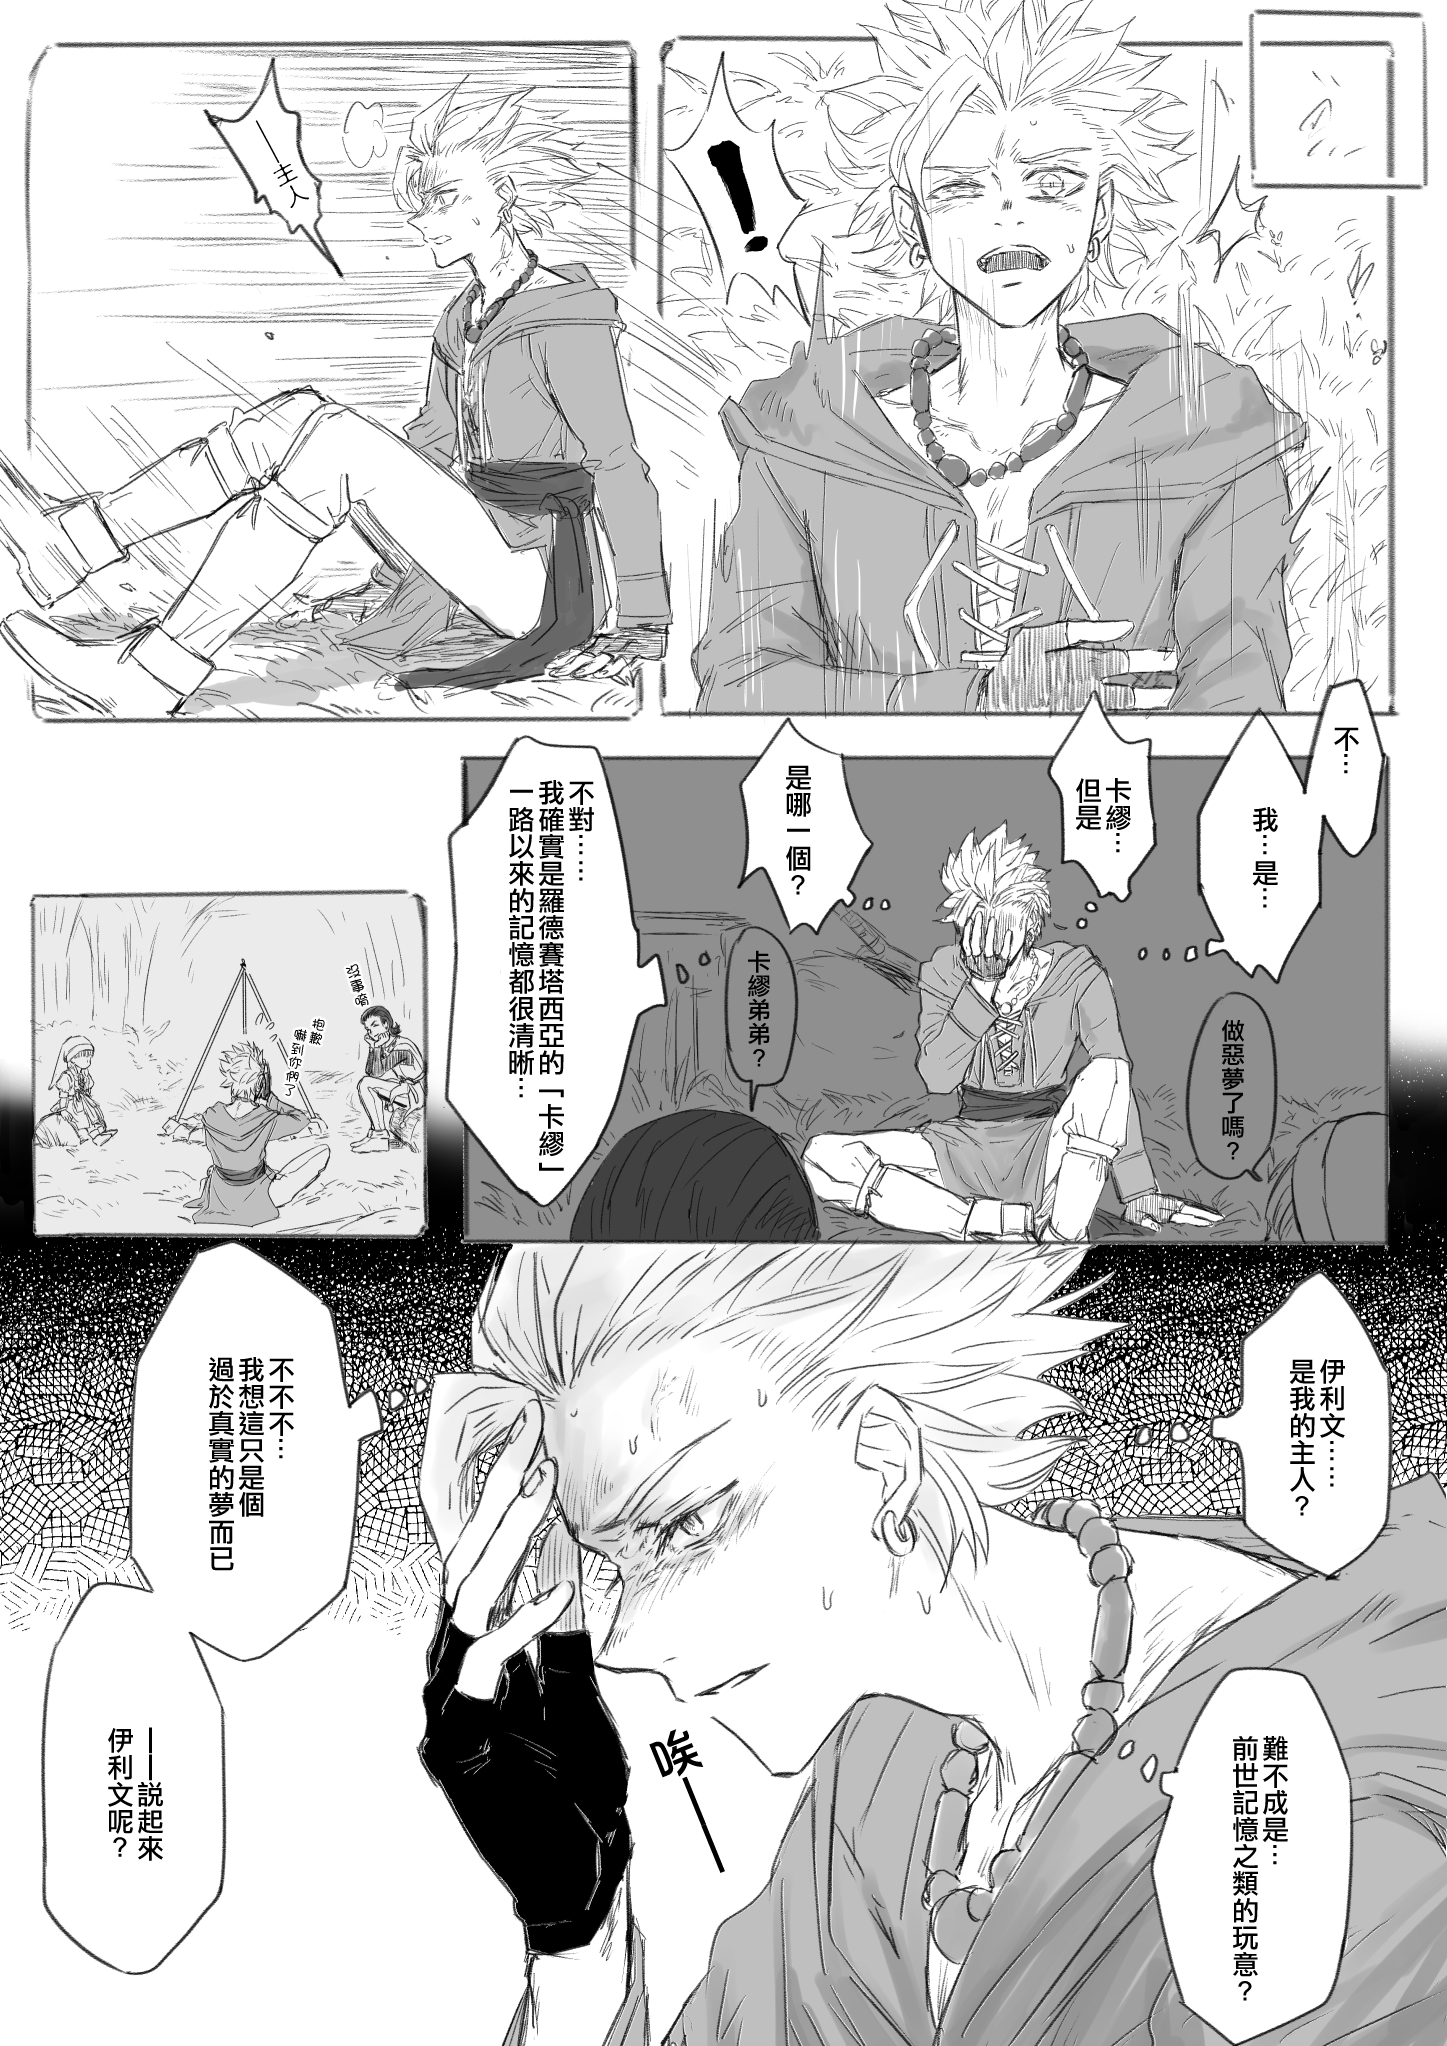 ！
—主人
不…
我…是…
卡繆…
但是
是哪一個？
做惡夢了嗎？
卡繆弟弟？
不對……
我確實是羅德賽塔西亞的「卡繆」
一路以來的記憶都很清晰…
沒事唷
抱歉
嚇到你們了
伊利文……
是我的主人？
難不成是…
前世記憶之類的玩意？
唉——
不不不…
我想這只是個
過於真實的夢而已
——說起來
伊利文呢？